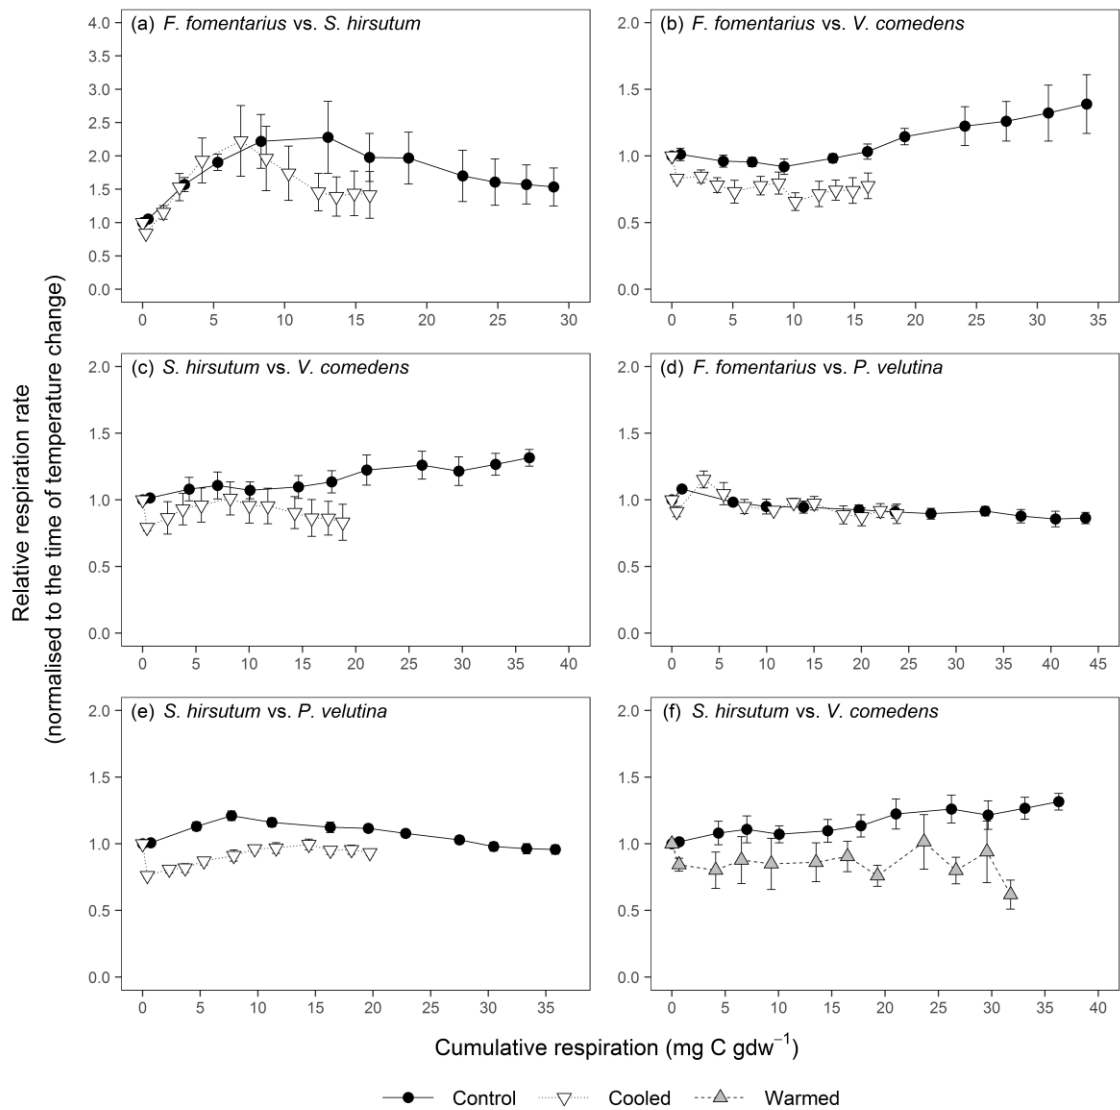 (a) F. fomentarius vs. S. hirsutum
4.0
3.5
3.0
2.5
2.0
1.5
1.0
0.5
0.0
0 5 10 15 20 25 30
(b) F. fomentarius vs. V. comedens
2.0
1.5
1.0
0.5
0.0
0 5 10 15 20 25 30 35
(c) S. hirsutum vs. V. comedens
2.0
1.5
1.0
0.5
0.0
0 5 10 15 20 25 30 35 40
(d) F. fomentarius vs. P. velutina
2.0
1.5
1.0
0.5
0.0
0 5 10 15 20 25 30 35 40 45
(e) S. hirsutum vs. P. velutina
2.0
1.5
1.0
0.5
0.0
0 5 10 15 20 25 30 35
(f) S. hirsutum vs. V. comedens
2.0
1.5
1.0
0.5
0.0
0 5 10 15 20 25 30 35 40
Relative respiration rate
(normalised to the time of temperature change)
Cumulative respiration (mg C gdw⁻¹)
Control Cooled Warmed